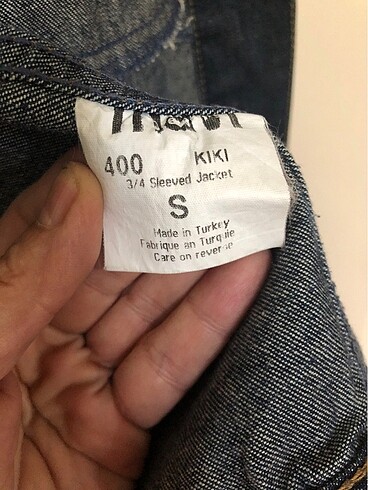 400 KIKI
3/4 Sleeved Jacket
S
Made in Turkey
Fabrique an Turquie
Care on reverse